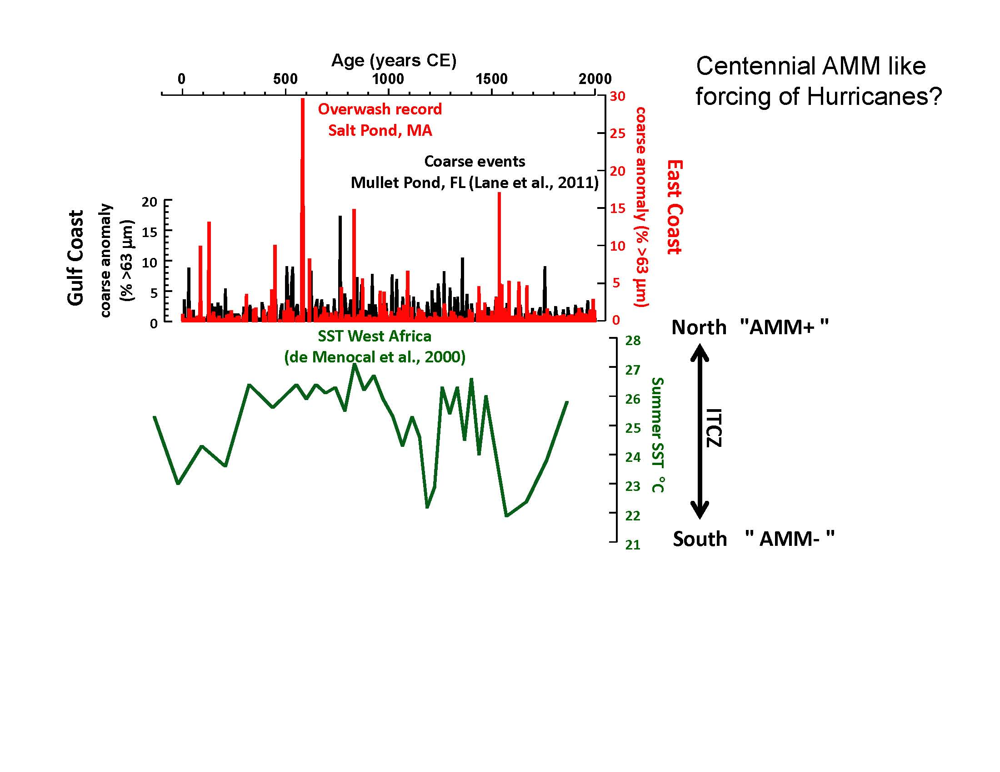 Centennial AMM like
forcing of Hurricanes?
Age (years CE)
0 500 1000 1500 2000
Overwash record
Salt Pond, MA
Coarse events
Mullet Pond, FL (Lane et al., 2011)
Gulf Coast
coarse anomaly
(% >63 µm)
20
15
10
5
0
30
25
20
15
10
5
0
coarse anomaly (% >63 µm)
East Coast
SST West Africa
(de Menocal et al., 2000)
28
27
26
25
24
23
22
21
Summer SST °C
North "AMM+ "
ITCZ
South " AMM- "